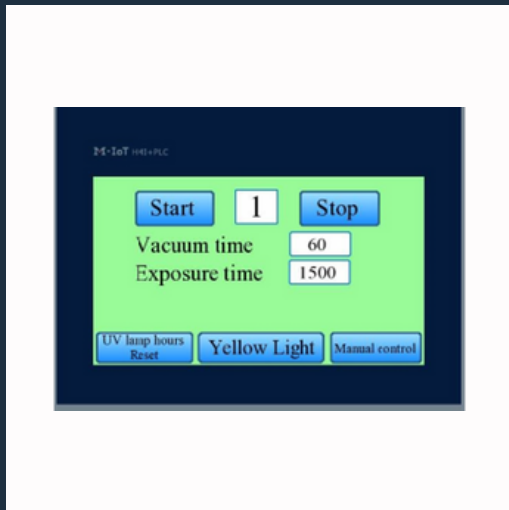 M-IoT HMI+PLC
Start 1 Stop
Vacuum time 60
Exposure time 1500
UV lamp hours
Reset
Yellow Light
Manual control